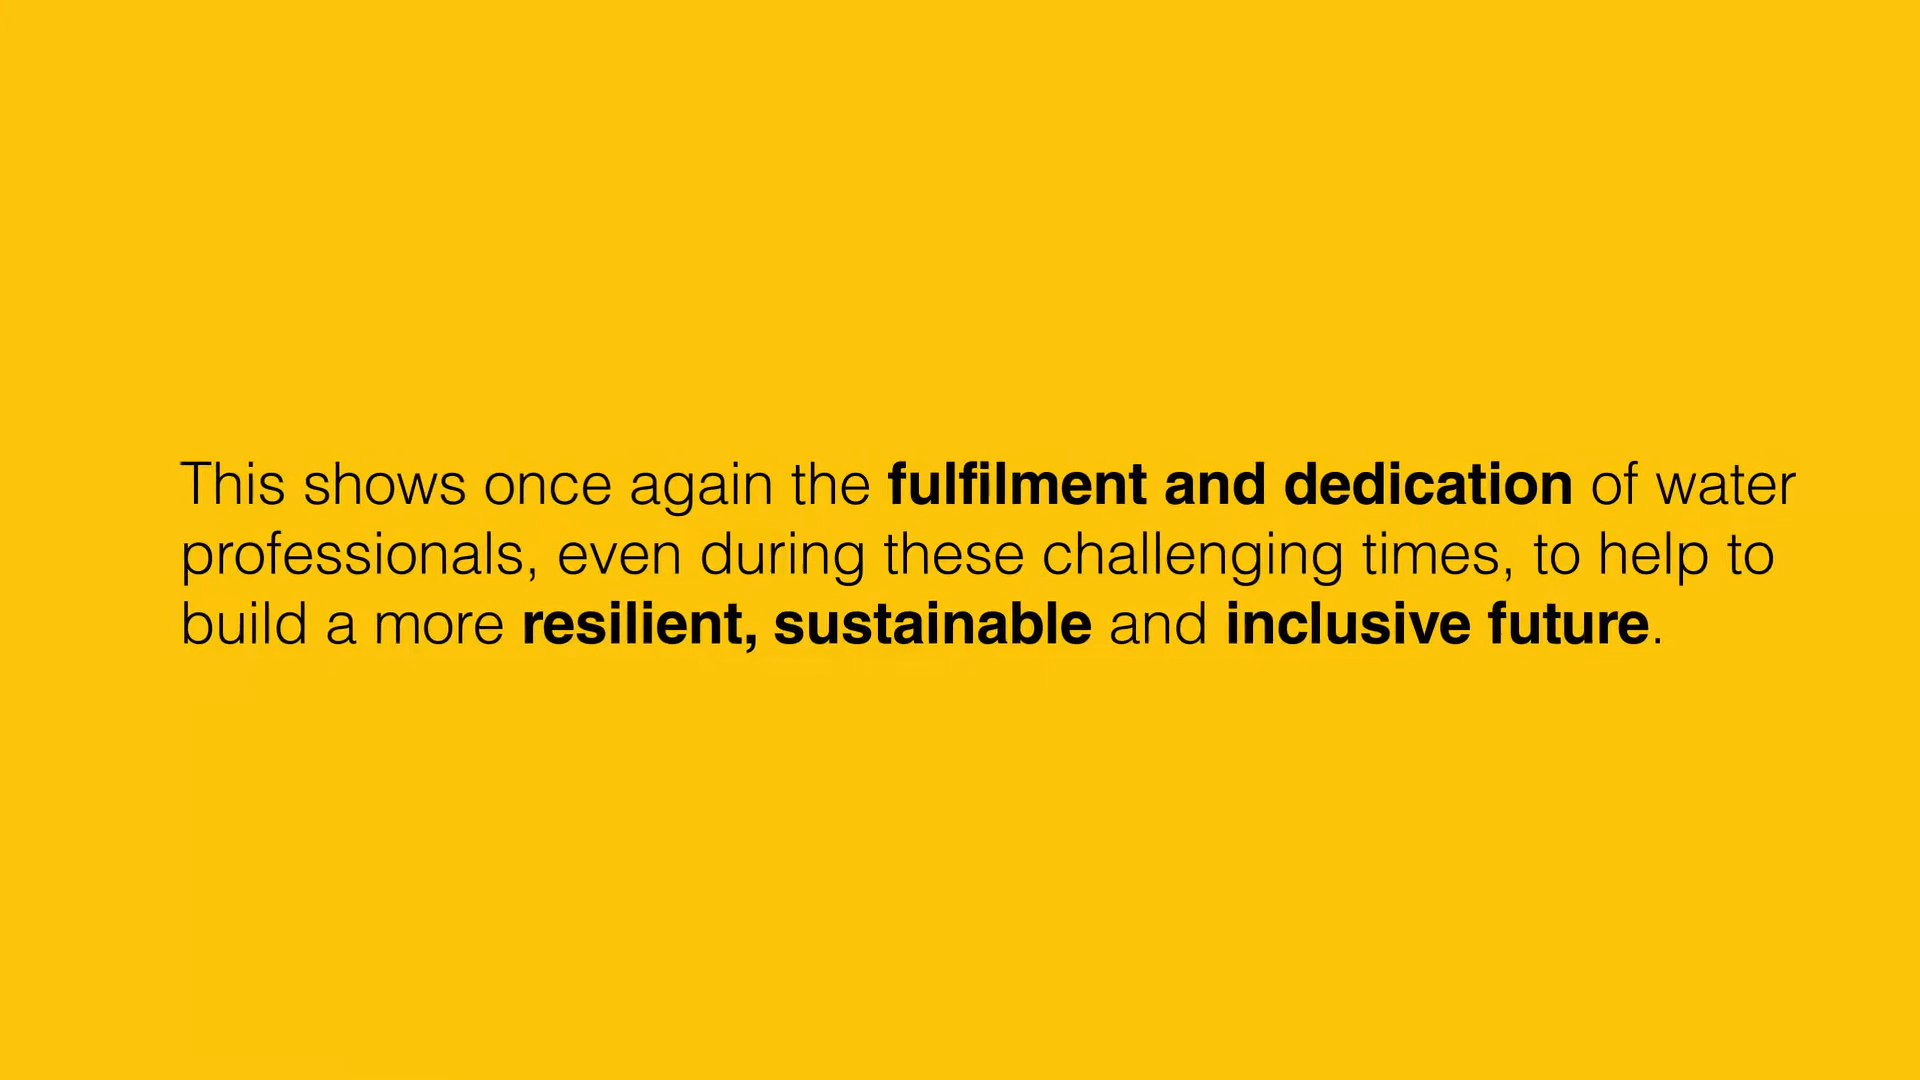 This shows once again the fulfilment and dedication of water
professionals, even during these challenging times, to help to
build a more resilient, sustainable and inclusive future.